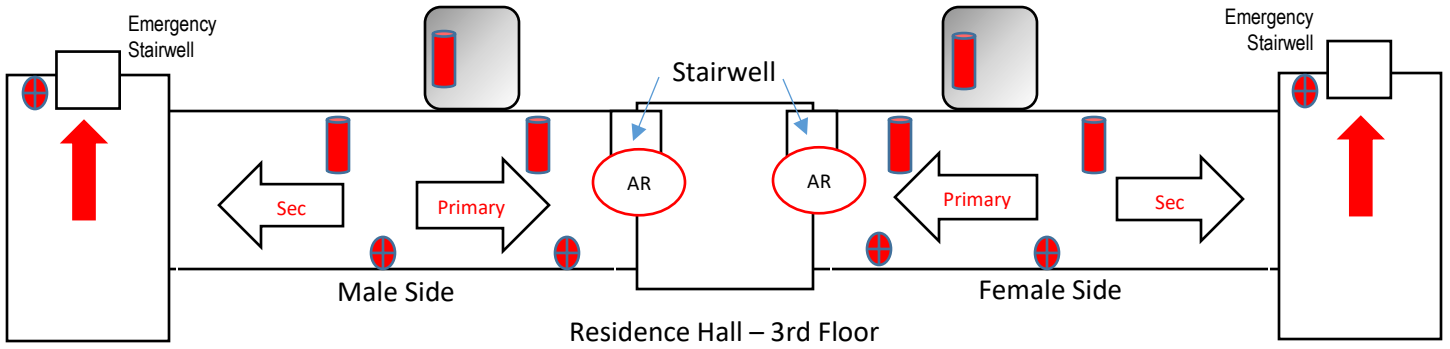 Emergency
Stairwell
Stairwell
Emergency
Stairwell
AR
AR
Sec
Primary
Primary
Sec
Male Side
Female Side
Residence Hall – 3rd Floor